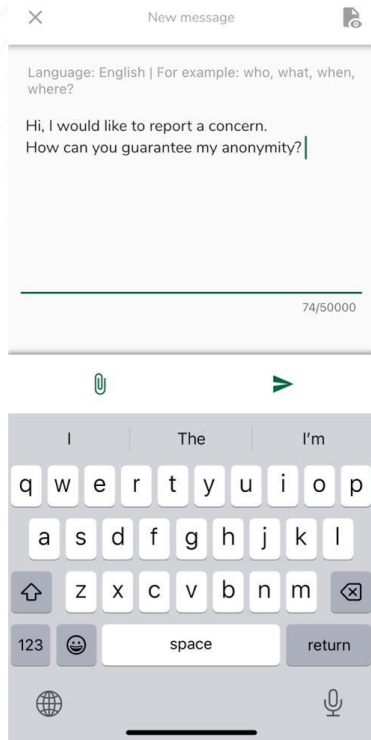 New message
Language: English | For example: who, what, when,
where?
Hi, I would like to report a concern.
How can you guarantee my anonymity?
74/50000
I The I'm
q w e r t y u i o p
a s d f g h j k l
z x c v b n m
123 space return